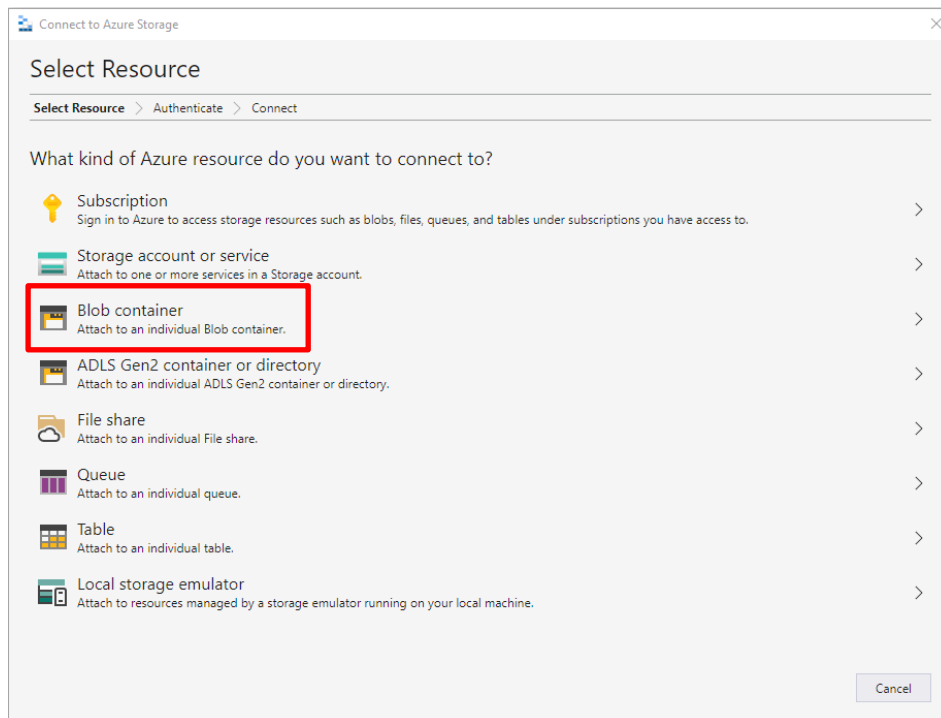 Connect to Azure Storage
Select Resource
Select Resource > Authenticate > Connect
What kind of Azure resource do you want to connect to?
Subscription
Sign in to Azure to access storage resources such as blobs, files, queues, and tables under subscriptions you have access to.
Storage account or service
Attach to one or more services in a Storage account.
Blob container
Attach to an individual Blob container.
ADLS Gen2 container or directory
Attach to an individual ADLS Gen2 container or directory.
File share
Attach to an individual File share.
Queue
Attach to an individual queue.
Table
Attach to an individual table.
Local storage emulator
Attach to resources managed by a storage emulator running on your local machine.
Cancel